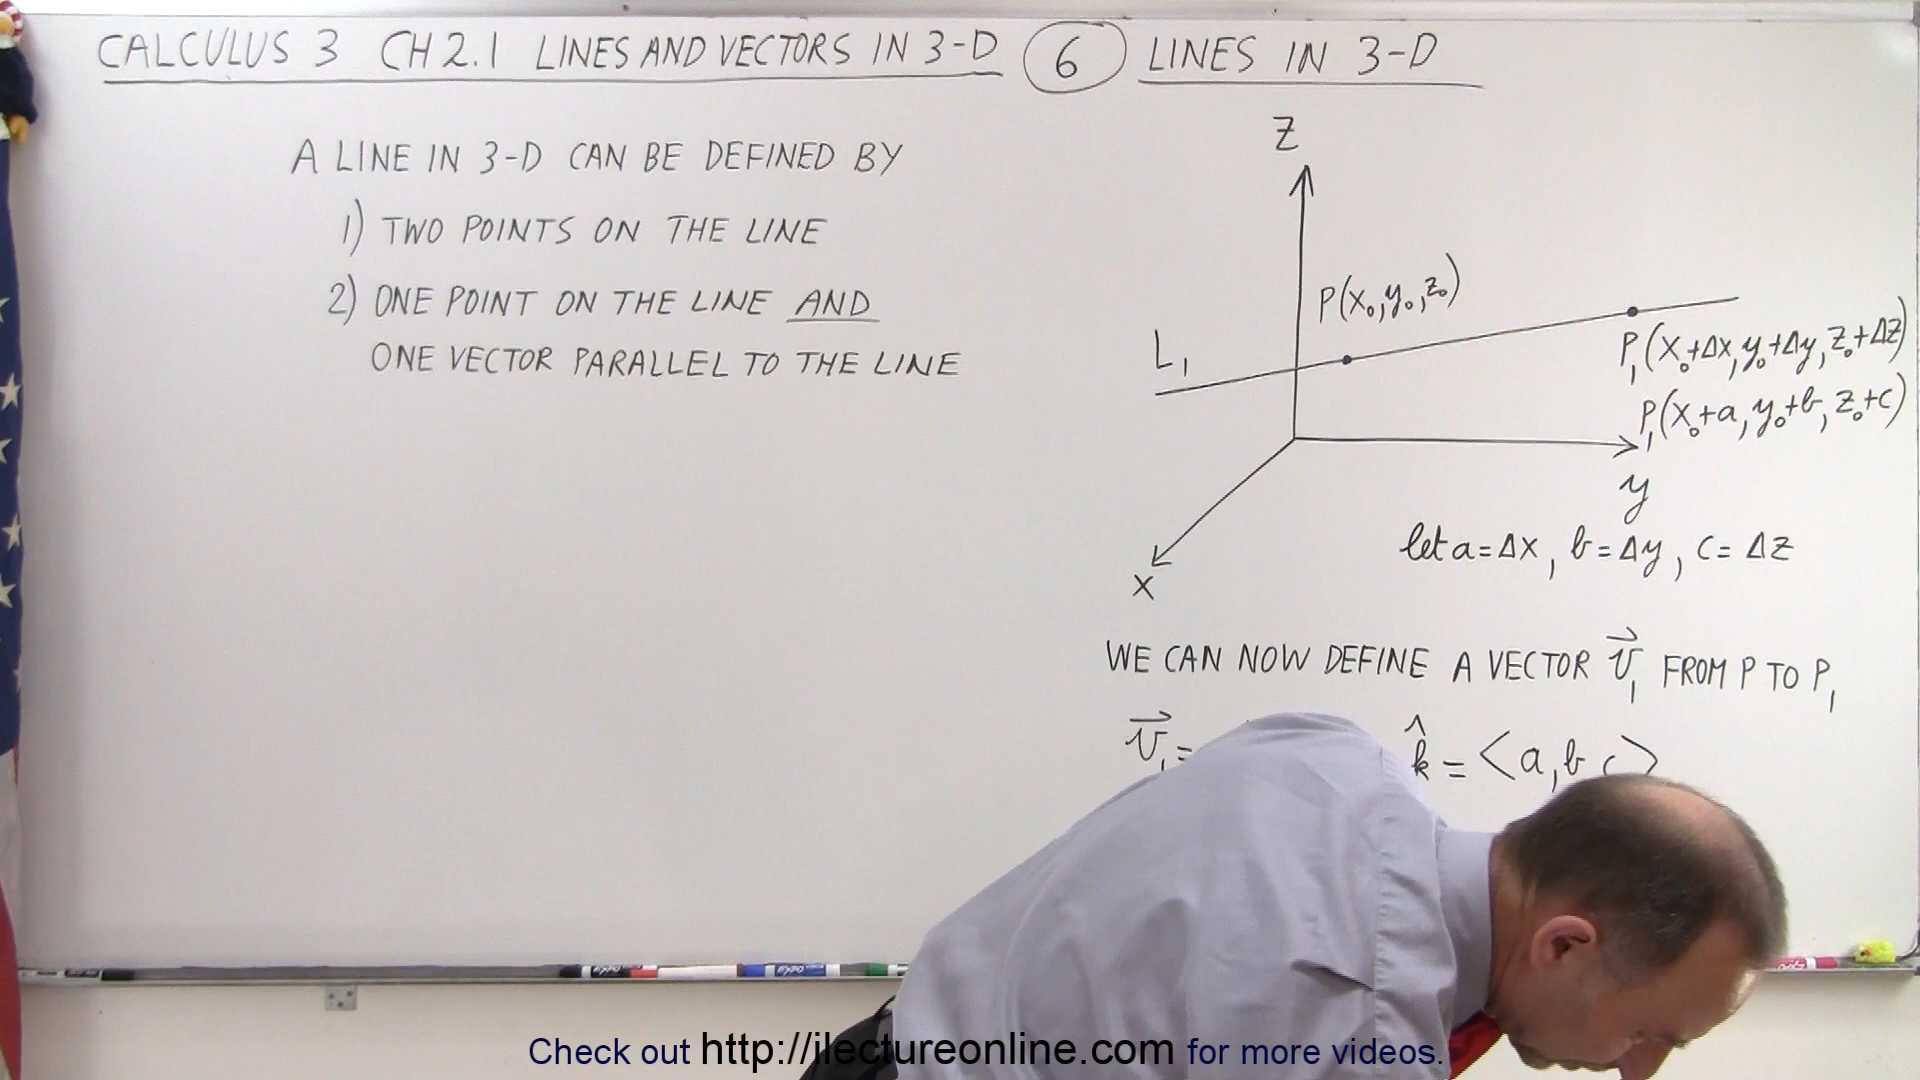 CALCULUS 3 CH 2.1 LINES AND VECTORS IN 3-D 6 LINES IN 3-D
A LINE IN 3-D CAN BE DEFINED BY
1) TWO POINTS ON THE LINE
2) ONE POINT ON THE LINE AND
ONE VECTOR PARALLEL TO THE LINE
Z
P(x₀, y₀, z₀)
L₁
P₁(x₀+Δx, y₀+Δy, z₀+Δz)
P₁(x₀+a, y₀+b, z₀+c)
y
x
let a=Δx, b=Δy, c=Δz
WE CAN NOW DEFINE A VECTOR v⃗₁ FROM P TO P₁
v⃗₁ = k̂ = <a, b c>
Check out http://ilectureonline.com for more videos.